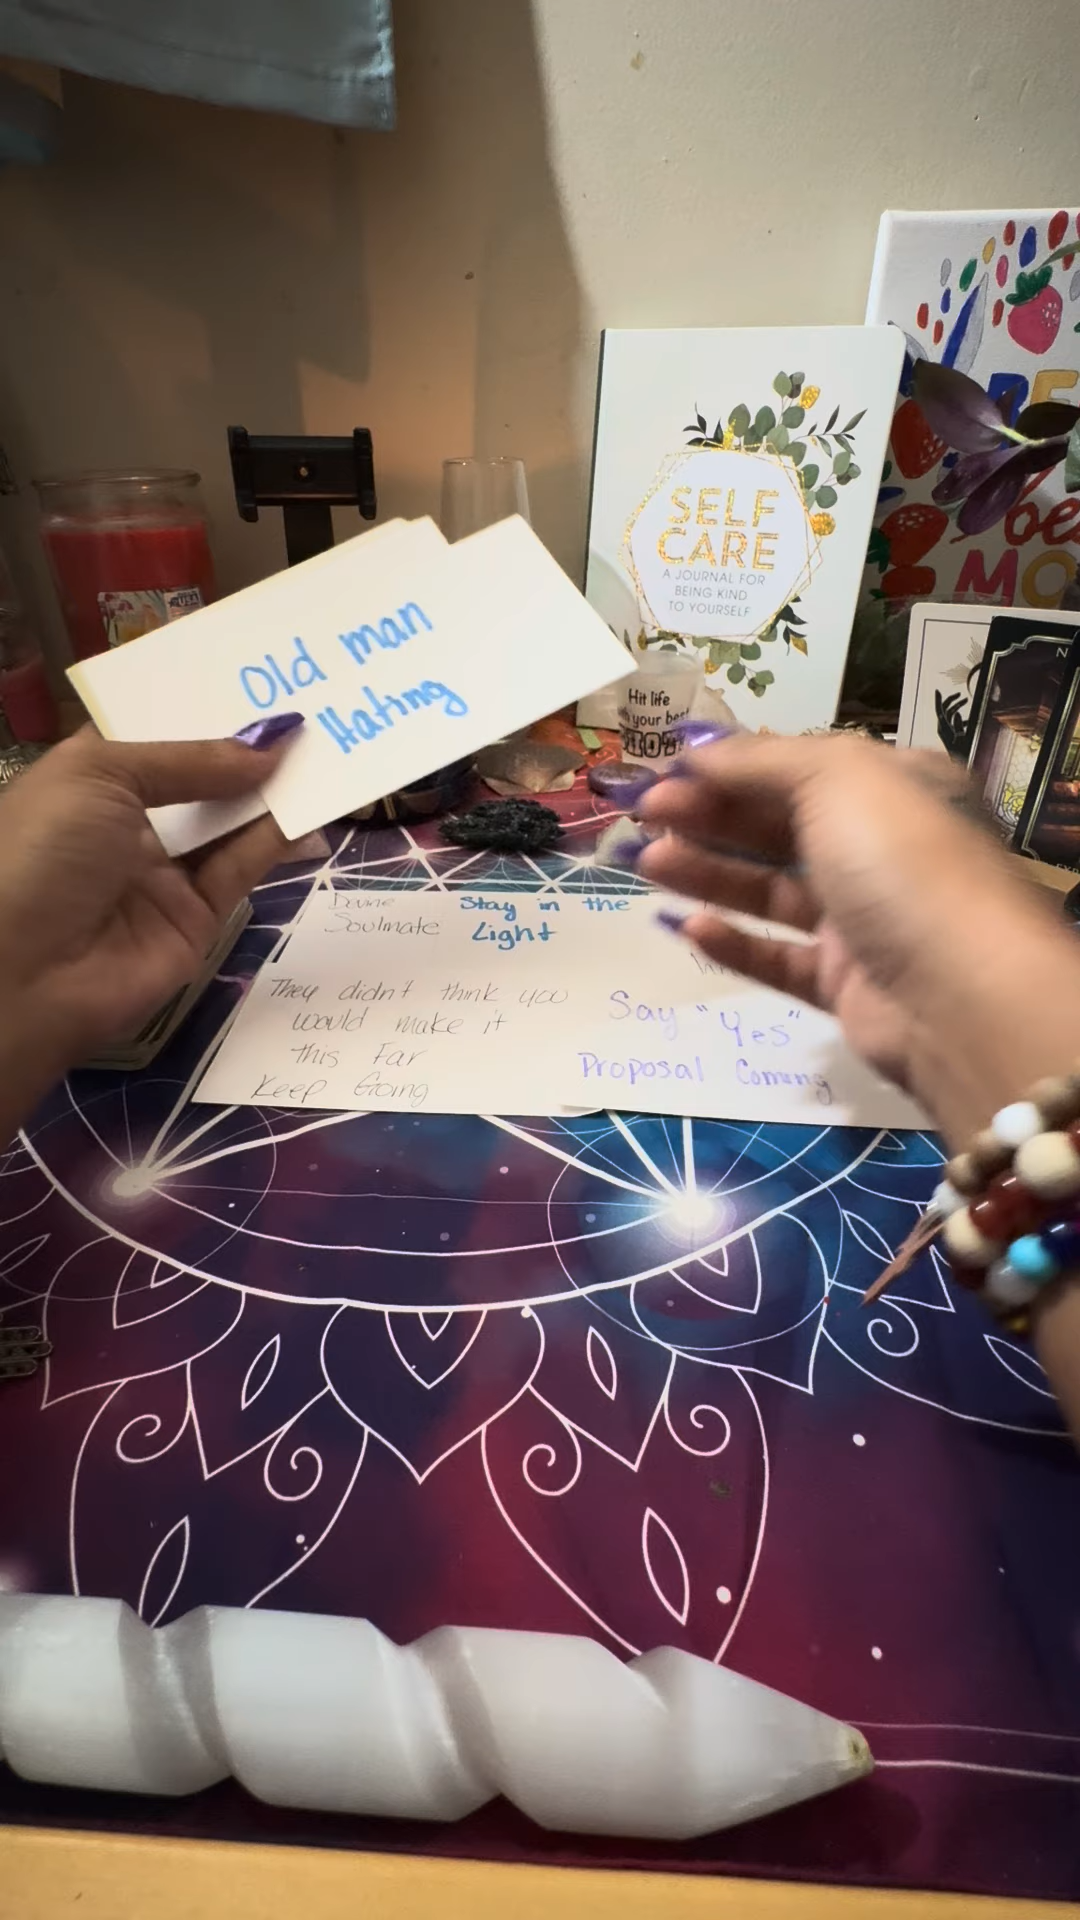 SELF
CARE
A JOURNAL FOR
BEING KIND
TO YOURSELF
Hit life
your best
Old man
Hating
Devine
Soulmate
Stay in the
Light
They didn't think you
would make it
this Far
Keep Going
Say "Yes"
Proposal Coming